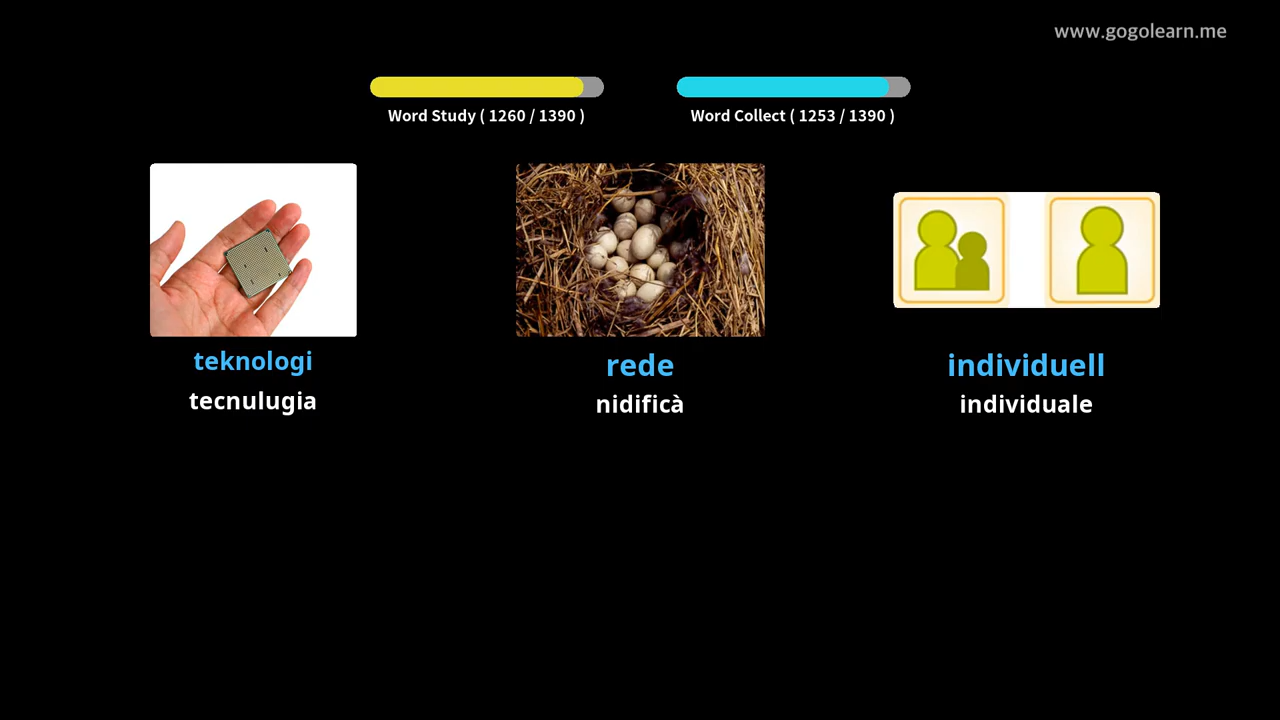 www.gogolearn.me
Word Study ( 1260 / 1390 )
Word Collect ( 1253 / 1390 )
teknologi
tecnulugia
rede
nidificà
individuell
individuale